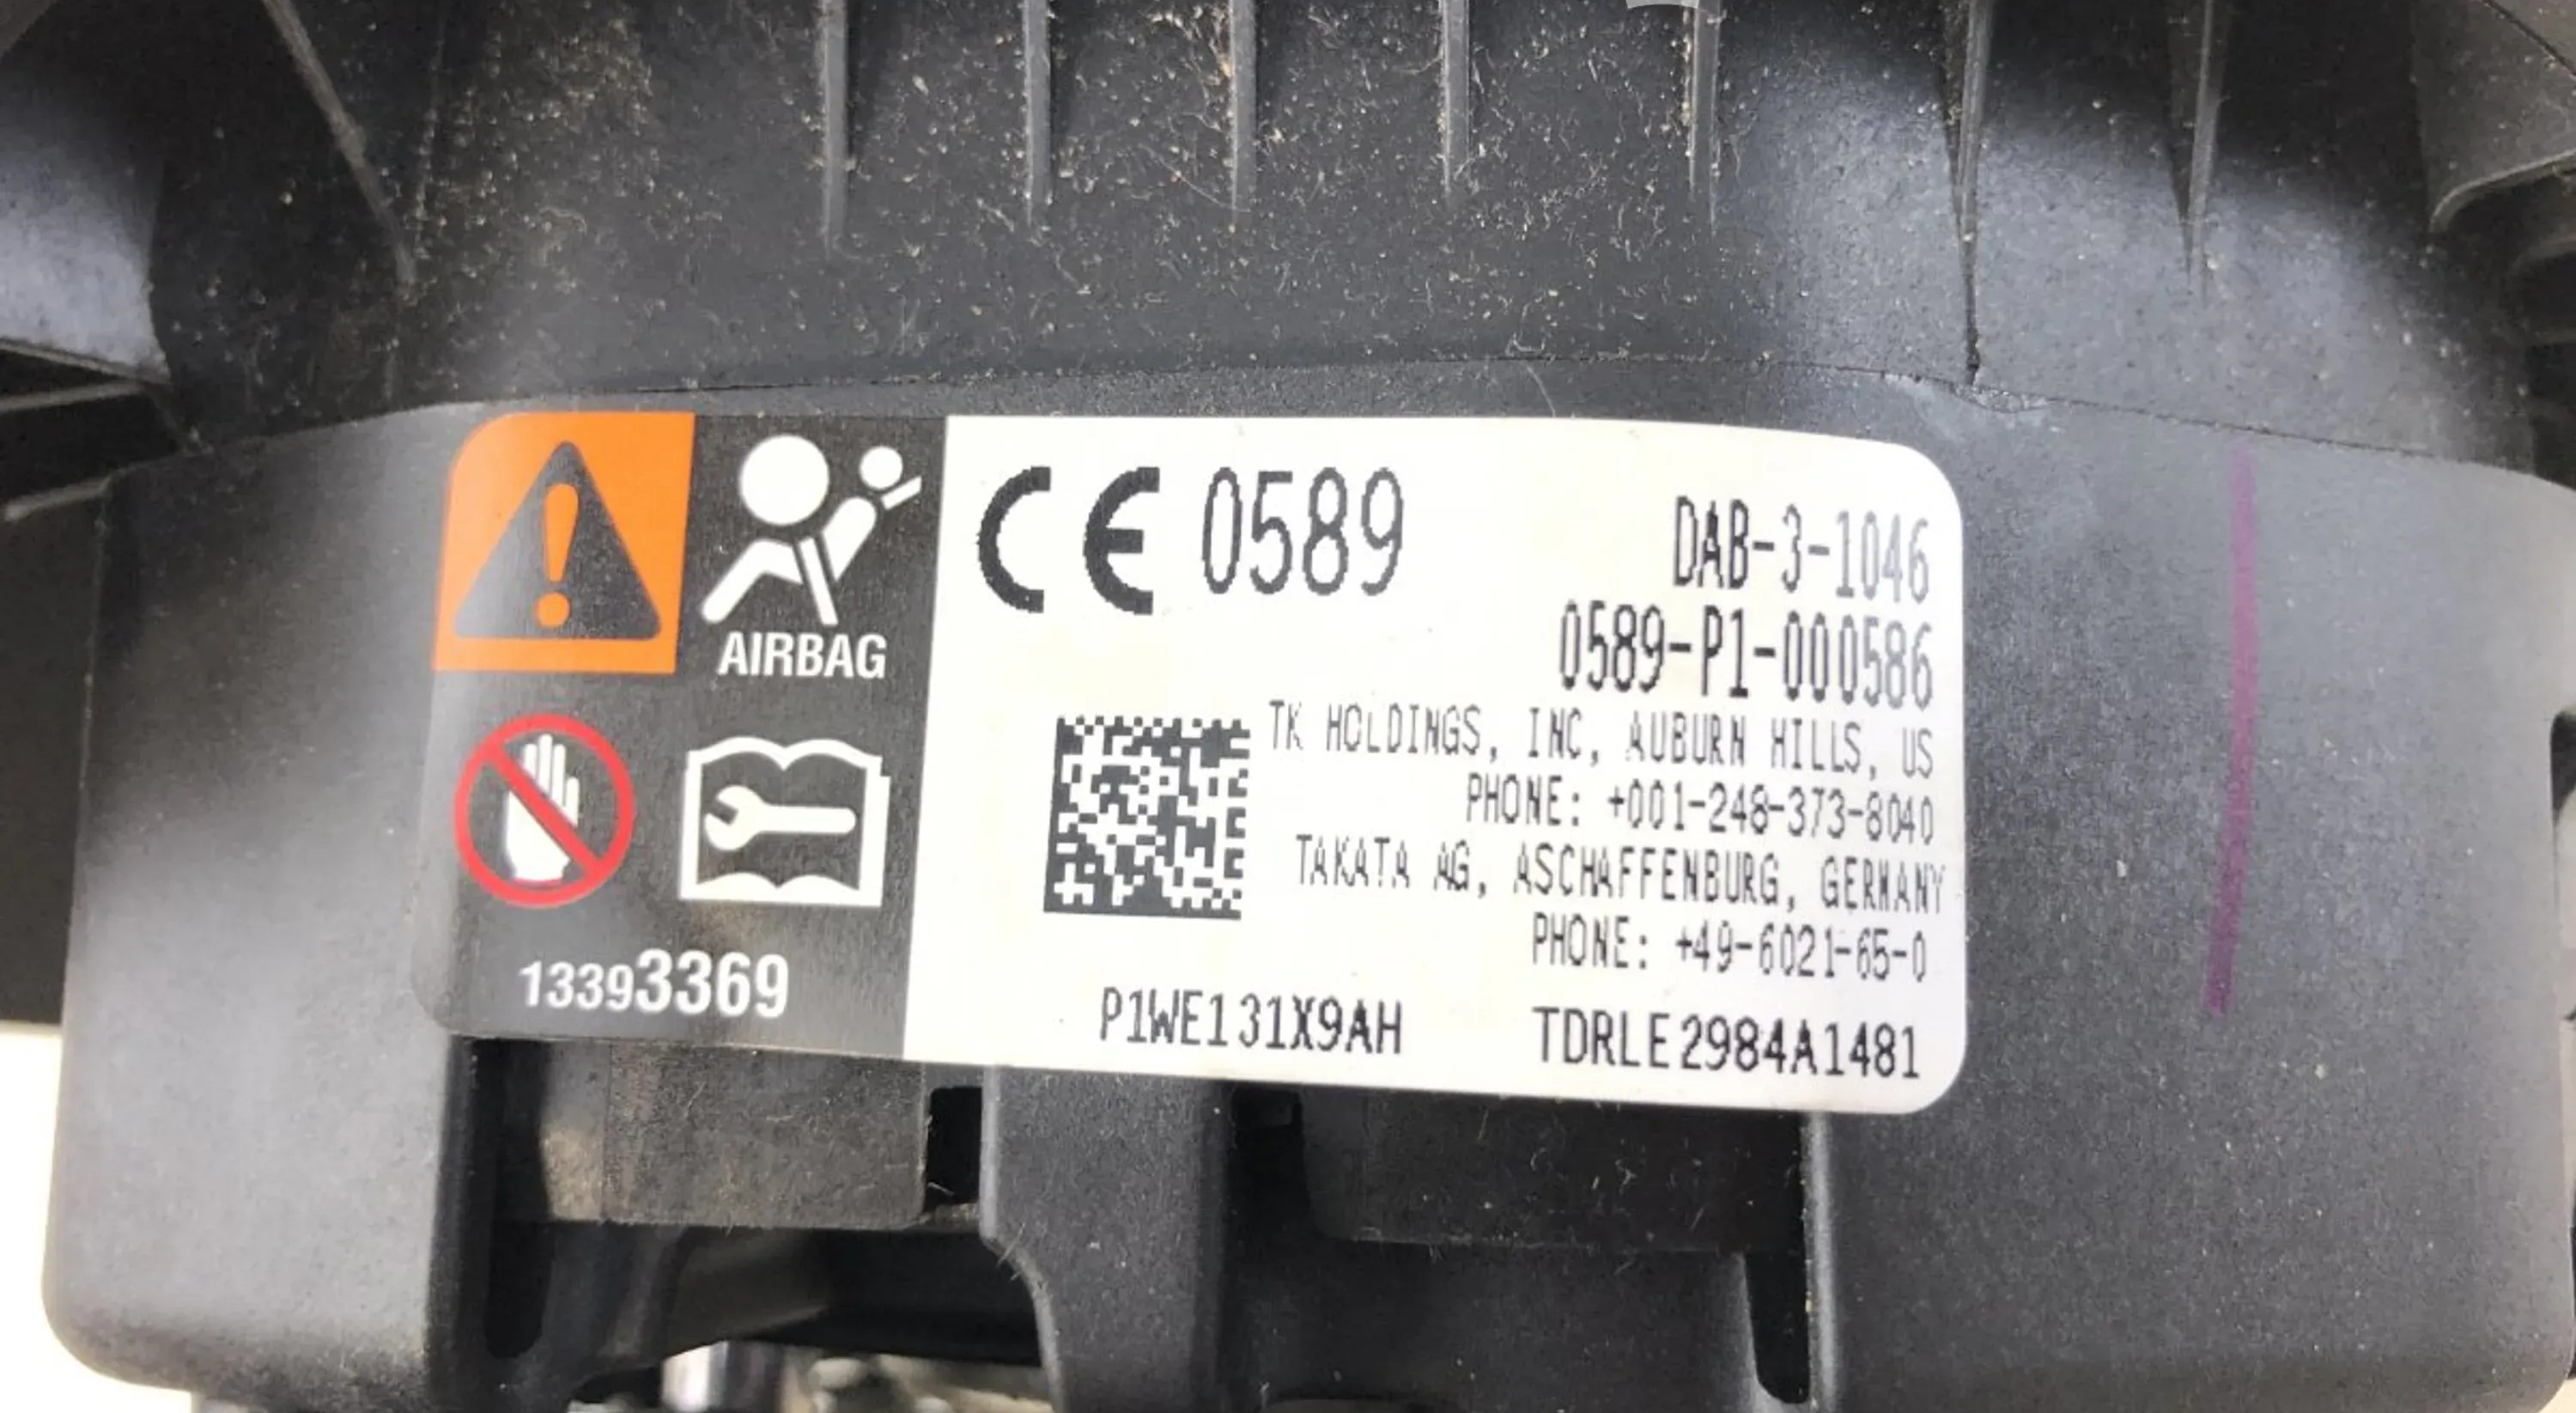 AIRBAG
13393369
CE 0589
DAB-3-1046
0589-P1-000586
TK HOLDINGS, INC, AUBURN HILLS, US
PHONE: +001-248-373-8040
TAKATA AG, ASCHAFFENBURG, GERMANY
PHONE: +49-6021-65-0
P1WE131X9AH TDRLE2984A1481